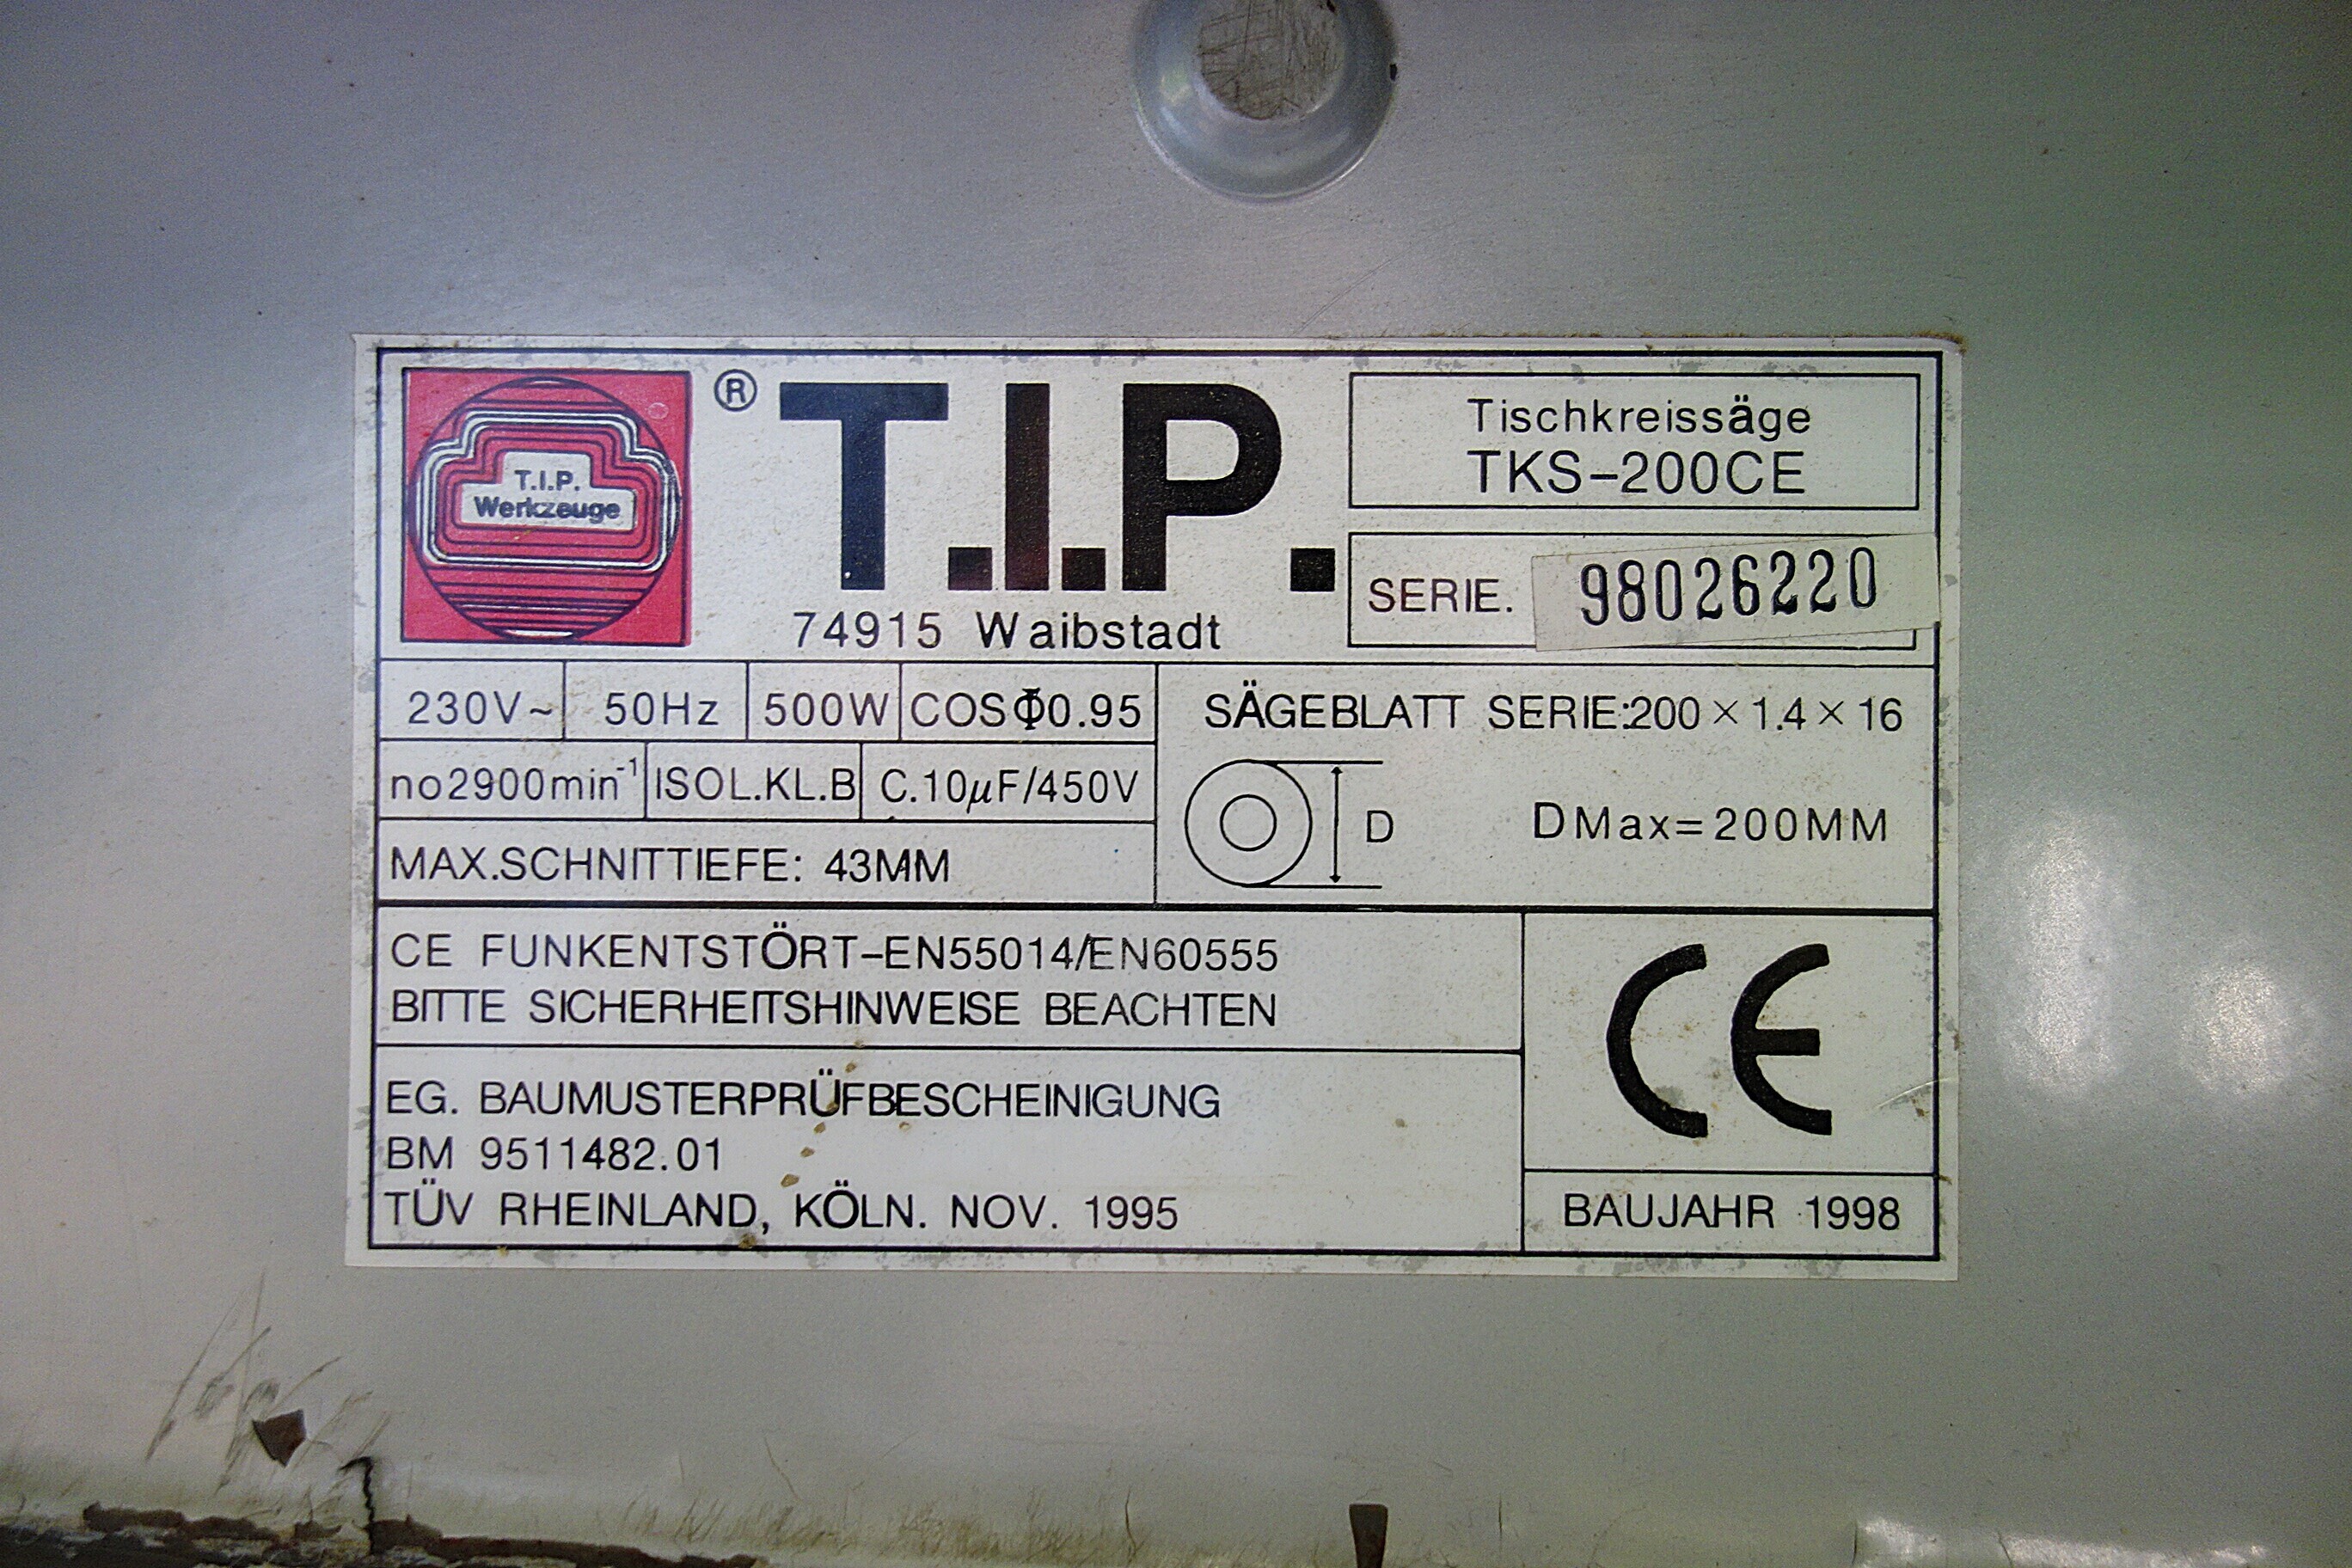 T.I.P.
Werkzeuge
® T.I.P.
74915 Waibstadt
Tischkreissäge
TKS-200CE
SERIE. 98026220
230V~ 50Hz 500W COSΦ0.95
no2900min⁻¹ ISOL.KL.B C.10μF/450V
MAX.SCHNITTIEFE: 43MM
SÄGEBLATT SERIE:200×1.4×16
D DMax=200MM
CE FUNKENTSTÖRT-EN55014/EN60555
BITTE SICHERHEITSHINWEISE BEACHTEN
EG. BAUMUSTERPRÜFBESCHEINIGUNG
BM 9511482.01
TÜV RHEINLAND, KÖLN. NOV. 1995
CE
BAUJAHR 1998